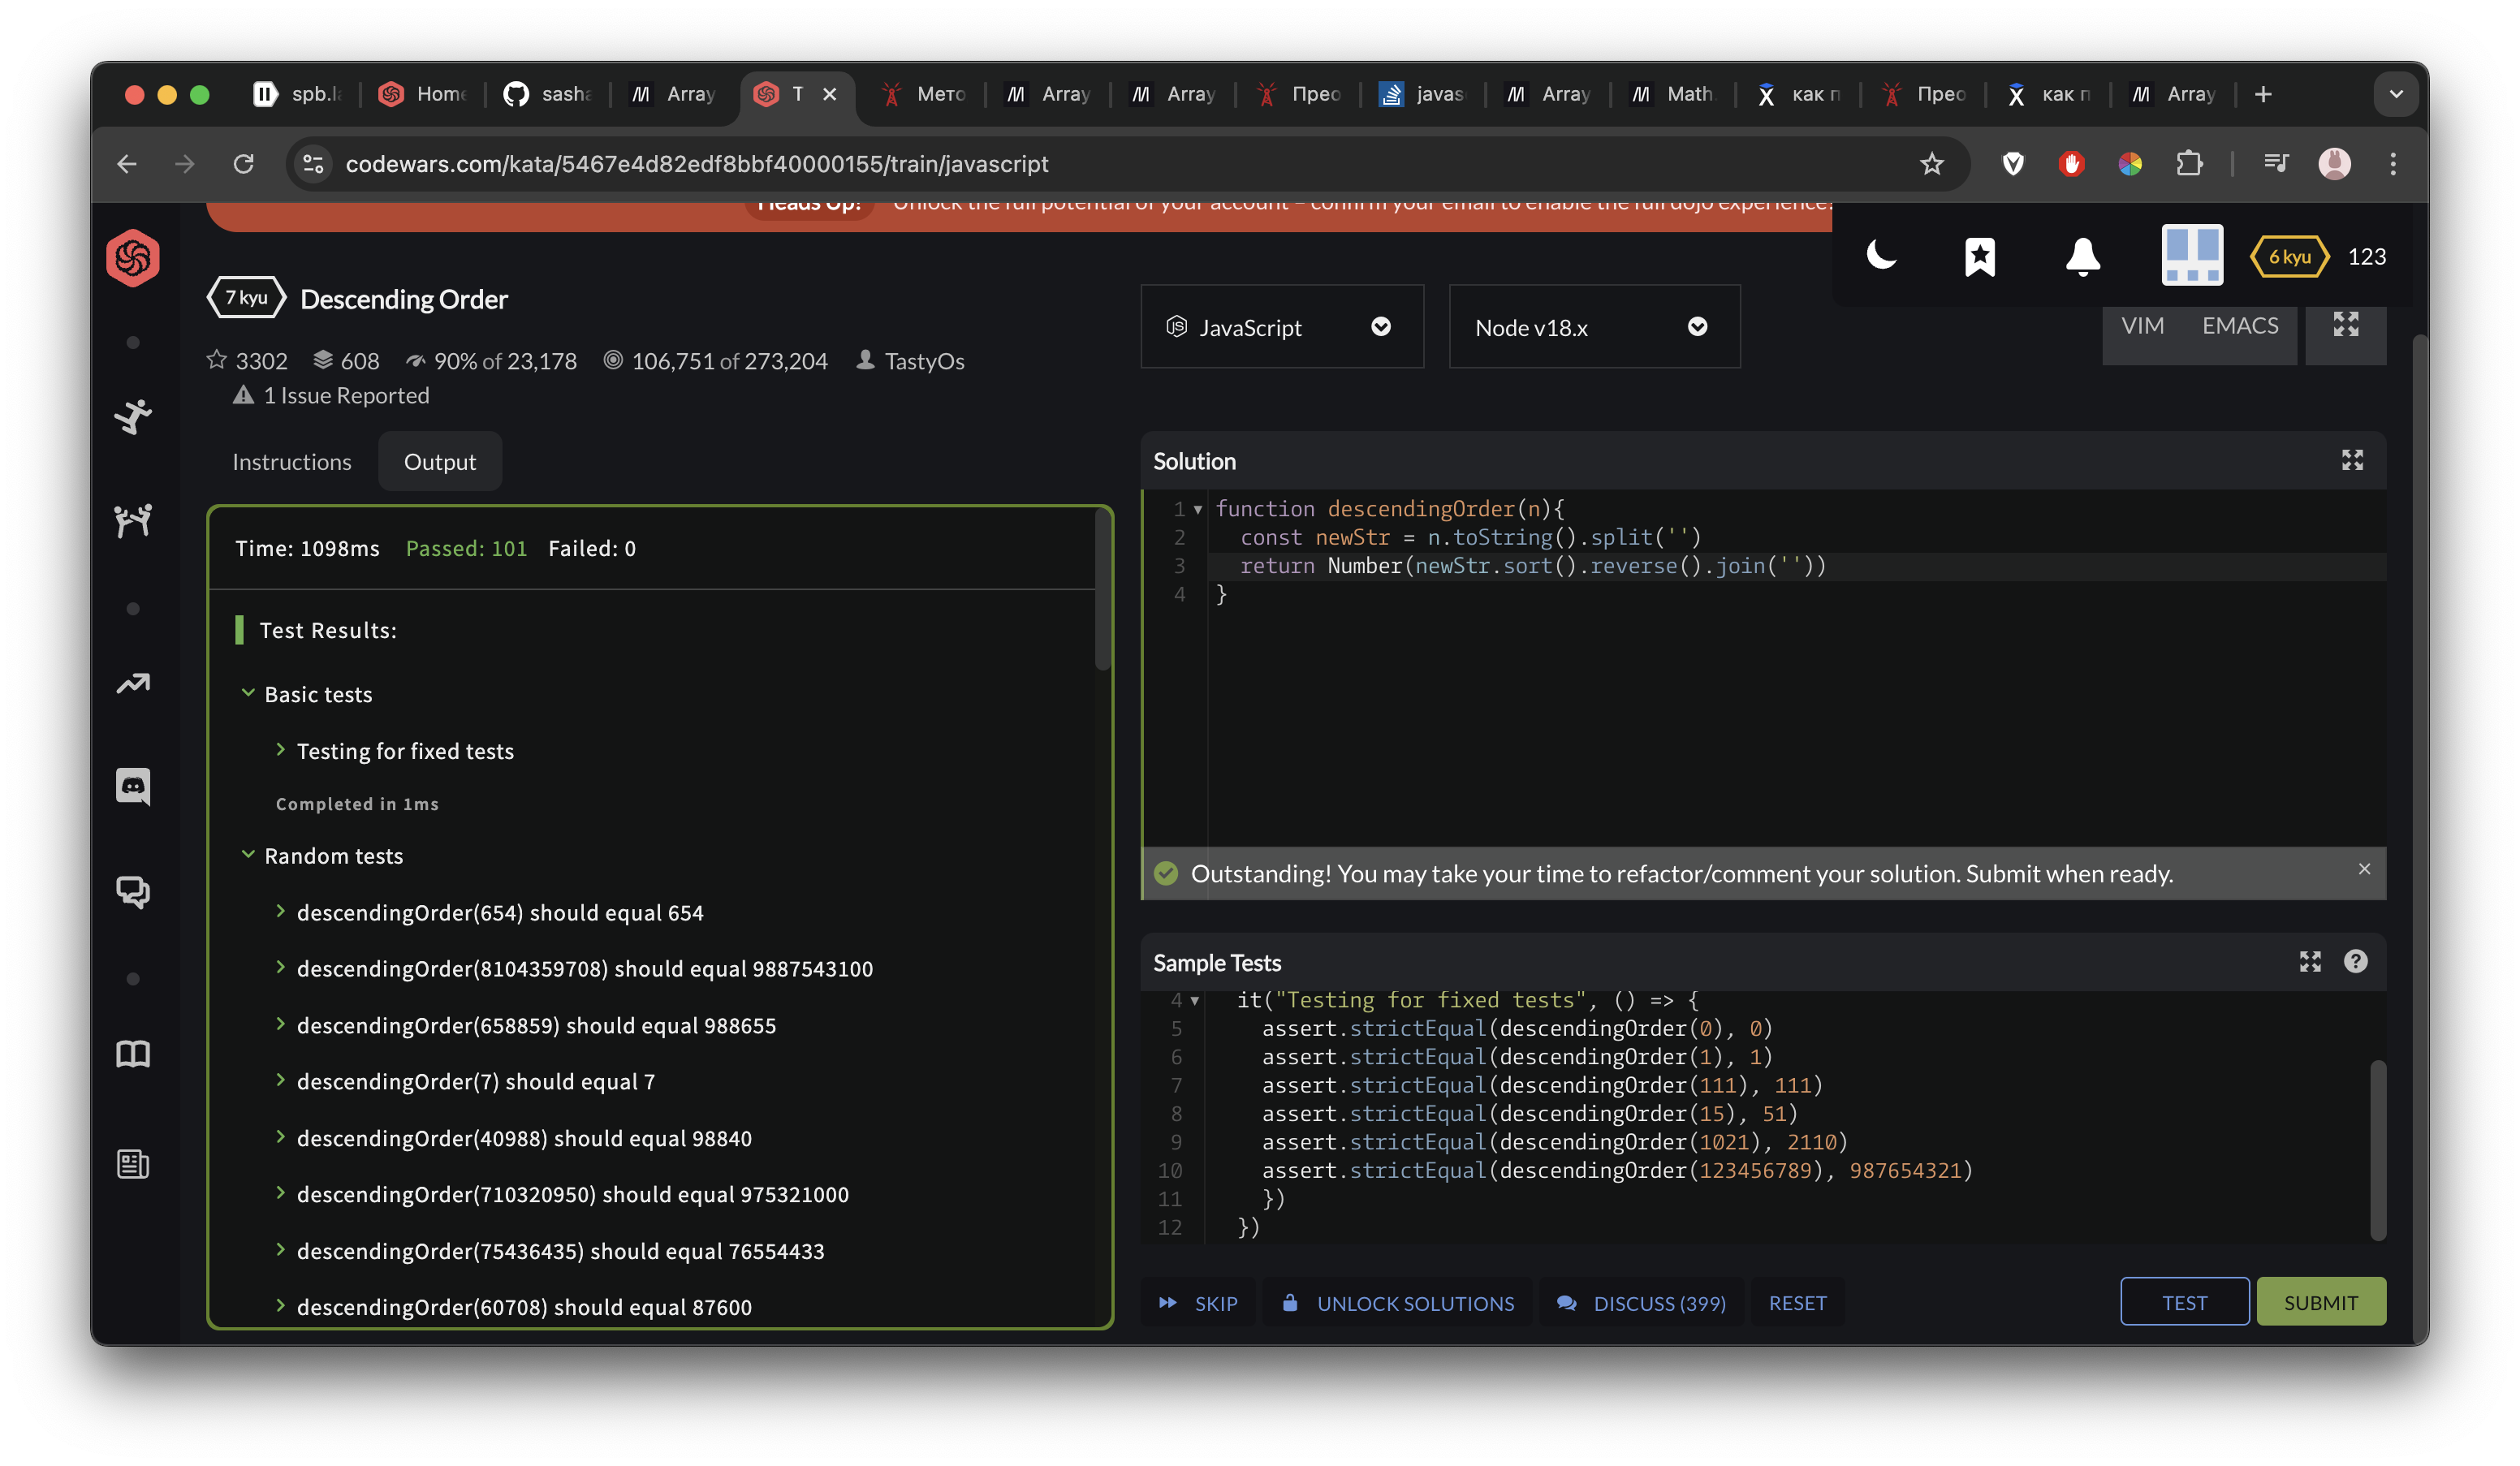 spb.l
Home
sasha
Array
T
Мето
Array
Array
Прео
javas
Array
Math.
как п
Прео
как п
Array
codewars.com/kata/5467e4d82edf8bbf40000155/train/javascript
Heads Up! Unlock the full potential of your account – confirm your email to enable the full dojo experience.
6 kyu 123
7 kyu Descending Order
3302 608 90% of 23,178 106,751 of 273,204 TastyOs
1 Issue Reported
JavaScript
Node v18.x
VIM EMACS
Instructions Output
Time: 1098ms Passed: 101 Failed: 0
Test Results:
Basic tests
Testing for fixed tests
Completed in 1ms
Random tests
descendingOrder(654) should equal 654
descendingOrder(8104359708) should equal 9887543100
descendingOrder(658859) should equal 988655
descendingOrder(7) should equal 7
descendingOrder(40988) should equal 98840
descendingOrder(710320950) should equal 975321000
descendingOrder(75436435) should equal 76554433
descendingOrder(60708) should equal 87600
Solution
1 function descendingOrder(n){
2 const newStr = n.toString().split('')
3 return Number(newStr.sort().reverse().join(''))
4 }
Outstanding! You may take your time to refactor/comment your solution. Submit when ready.
Sample Tests
4 it("Testing for fixed tests", () => {
5 assert.strictEqual(descendingOrder(0), 0)
6 assert.strictEqual(descendingOrder(1), 1)
7 assert.strictEqual(descendingOrder(111), 111)
8 assert.strictEqual(descendingOrder(15), 51)
9 assert.strictEqual(descendingOrder(1021), 2110)
10 assert.strictEqual(descendingOrder(123456789), 987654321)
11 })
12 })
SKIP UNLOCK SOLUTIONS DISCUSS (399) RESET TEST SUBMIT